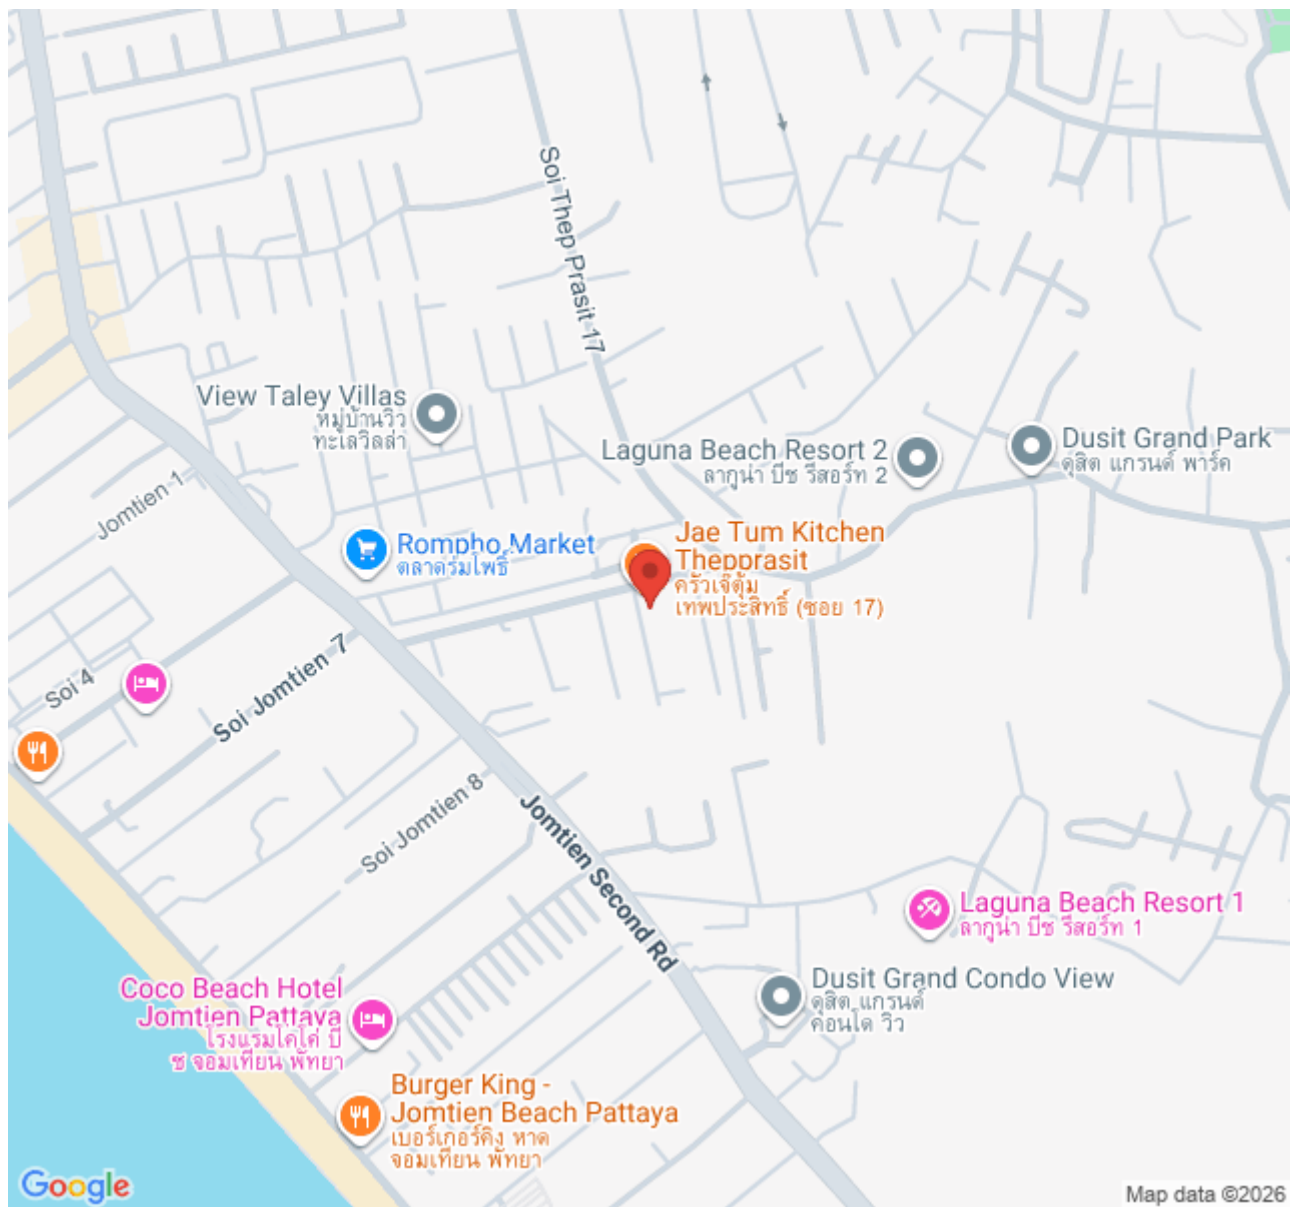 Soi Thep Prasit 17
View Taley Villas
หมู่บ้านวิว
ทะเลวิลล่า
Laguna Beach Resort 2
ลากูน่า บีช รีสอร์ท 2
Dusit Grand Park
ดุสิต แกรนด์ พาร์ค
Jomtien 1
Rompho Market
ตลาดร่มโพธิ์
Jae Tum Kitchen
Thepprasit
ครัวเจ๊ตุ้ม
เทพประสิทธิ์ (ซอย 17)
Soi 4
Soi Jomtien 7
Soi Jomtien 8
Jomtien Second Rd
Laguna Beach Resort 1
ลากูน่า บีช รีสอร์ท 1
Dusit Grand Condo View
ดุสิต แกรนด์
คอนโด วิว
Coco Beach Hotel
Jomtien Pattaya
โรงแรมโคโค่ บี
ช จอมเทียน พัทยา
Burger King -
Jomtien Beach Pattaya
เบอร์เกอร์คิง หาด
จอมเทียน พัทยา
Google
Map data ©2026